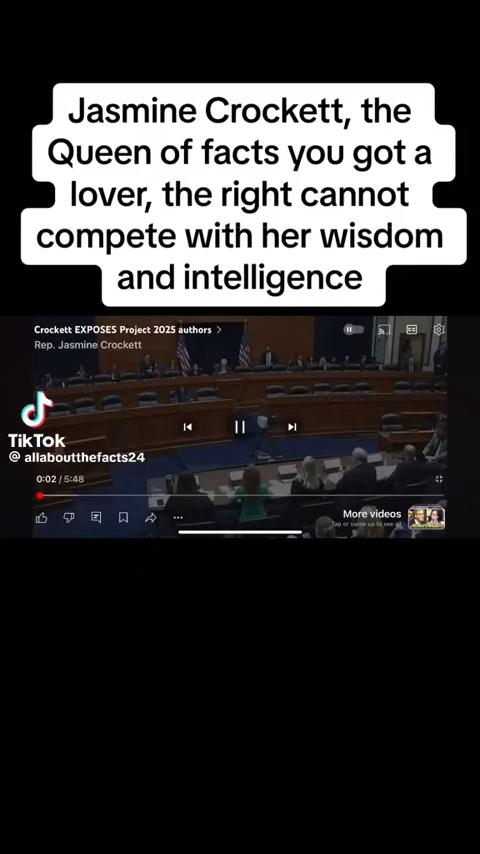 Jasmine Crockett, the
Queen of facts you got a
lover, the right cannot
compete with her wisdom
and intelligence
Crockett EXPOSES Project 2025 authors >
Rep. Jasmine Crockett
TikTok
@ allaboutthefacts24
0:02 / 5:48
More videos
Tap or swipe up to see all